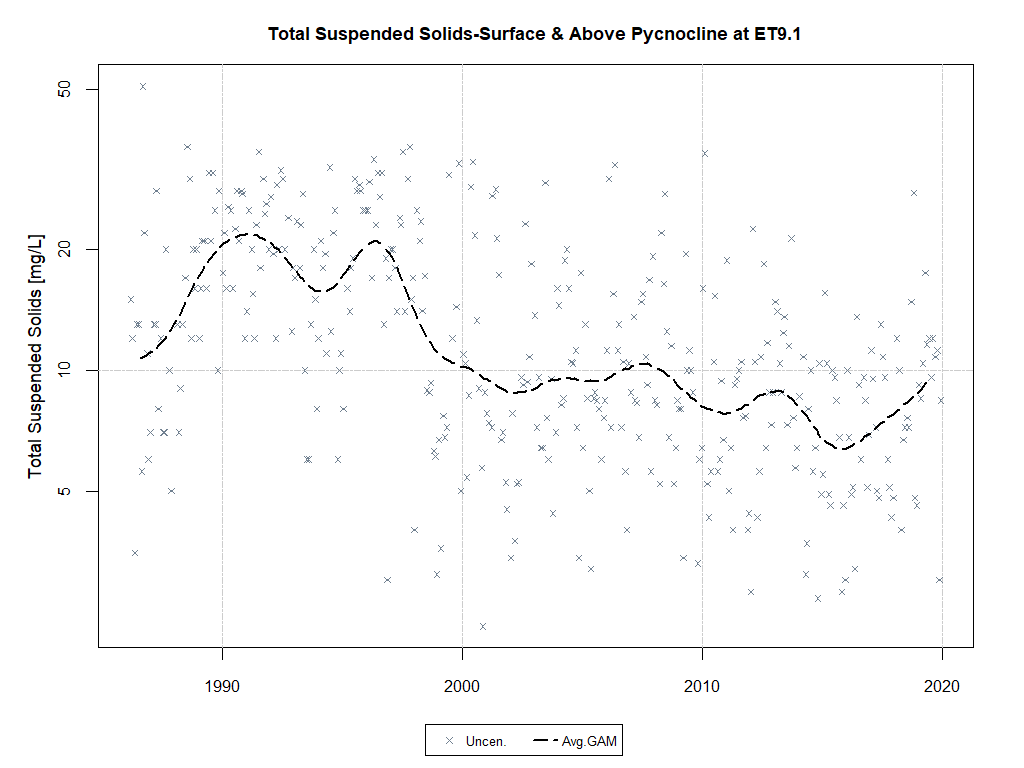 Total Suspended Solids-Surface & Above Pycnocline at ET9.1
Total Suspended Solids [mg/L]
50
20
10
5
1990
2000
2010
2020
Uncen.
Avg.GAM